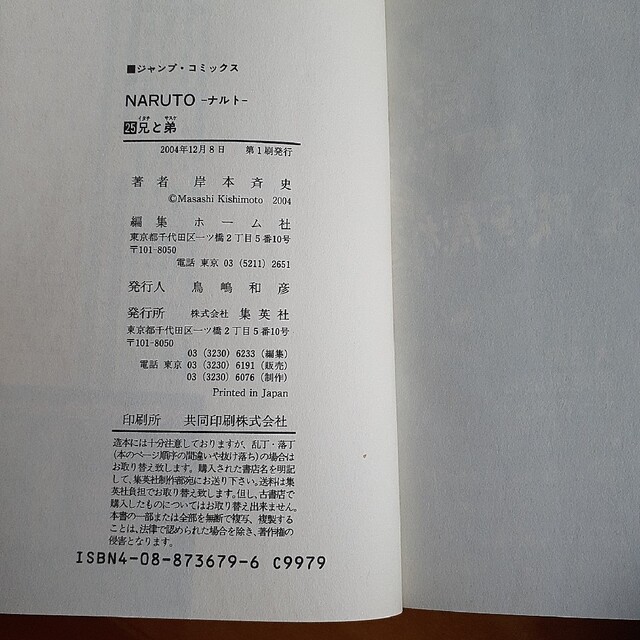 ■ジャンプ・コミックス
NARUTO -ナルト-
イタチ サスケ
25兄と弟
2004年12月8日 第1刷発行
著者 岸本斉史
©Masashi Kishimoto 2004
編集 ホーム社
東京都千代田区一ツ橋2丁目5番10号
〒101-8050
電話 東京 03 (5211) 2651
発行人 鳥嶋和彦
発行所 株式会社 集英社
東京都千代田区一ツ橋2丁目5番10号
〒101-8050
03 (3230) 6233 (編集)
電話 東京 03 (3230) 6191 (販売)
03 (3230) 6076 (制作)
Printed in Japan
印刷所 共同印刷株式会社
造本には十分注意しておりますが、乱丁・落丁
(本のページ順序の間違いや抜け落ち)の場合は
お取り替え致します。購入された書店名を明記
して、集英社制作部宛にお送り下さい。送料は集
英社負担でお取り替え致します。但し、古書店で
購入したものについてはお取り替え出来ません。
本書の一部または全部を無断で複写、複製する
ことは、法律で認められた場合を除き、著作権の
侵害となります。
ISBN4-08-873679-6 C9979